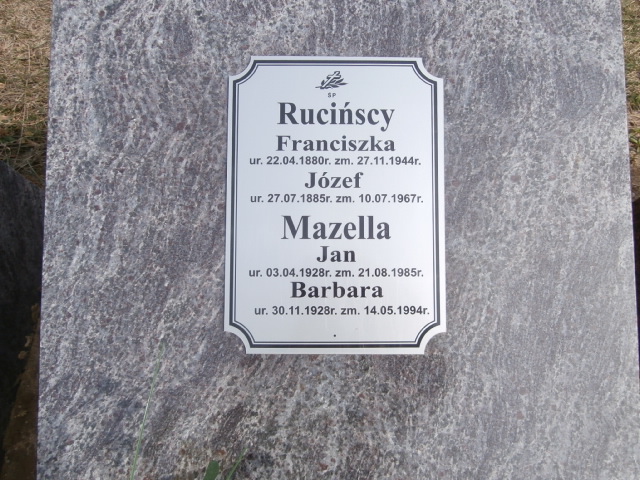 ŚP
Rucińscy
Franciszka
ur. 22.04.1880r. zm. 27.11.1944r.
Józef
ur. 27.07.1885r. zm. 10.07.1967r.
Mazella
Jan
ur. 03.04.1928r. zm. 21.08.1985r.
Barbara
ur. 30.11.1928r. zm. 14.05.1994r.